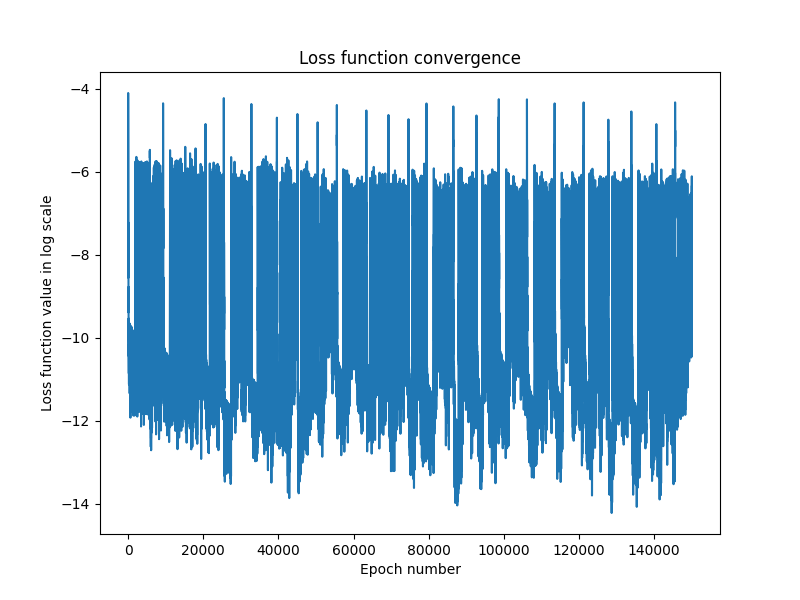 Loss function convergence
Loss function value in log scale
−4
−6
−8
−10
−12
−14
0 20000 40000 60000 80000 100000 120000 140000
Epoch number